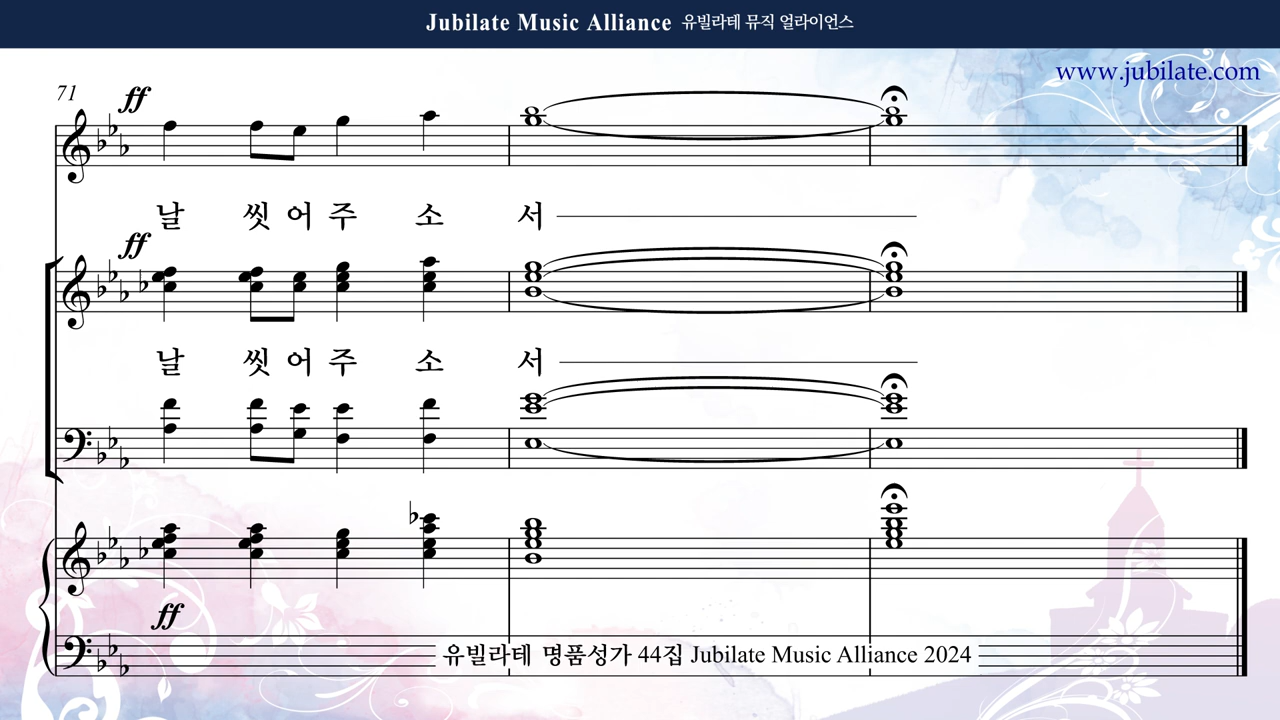 Jubilate Music Alliance 유빌라테 뮤직 얼라이언스
www.jubilate.com
71
ff
날 씻 어 주 소 서
ff
날 씻 어 주 소 서
ff
유빌라테 명품성가 44집 Jubilate Music Alliance 2024